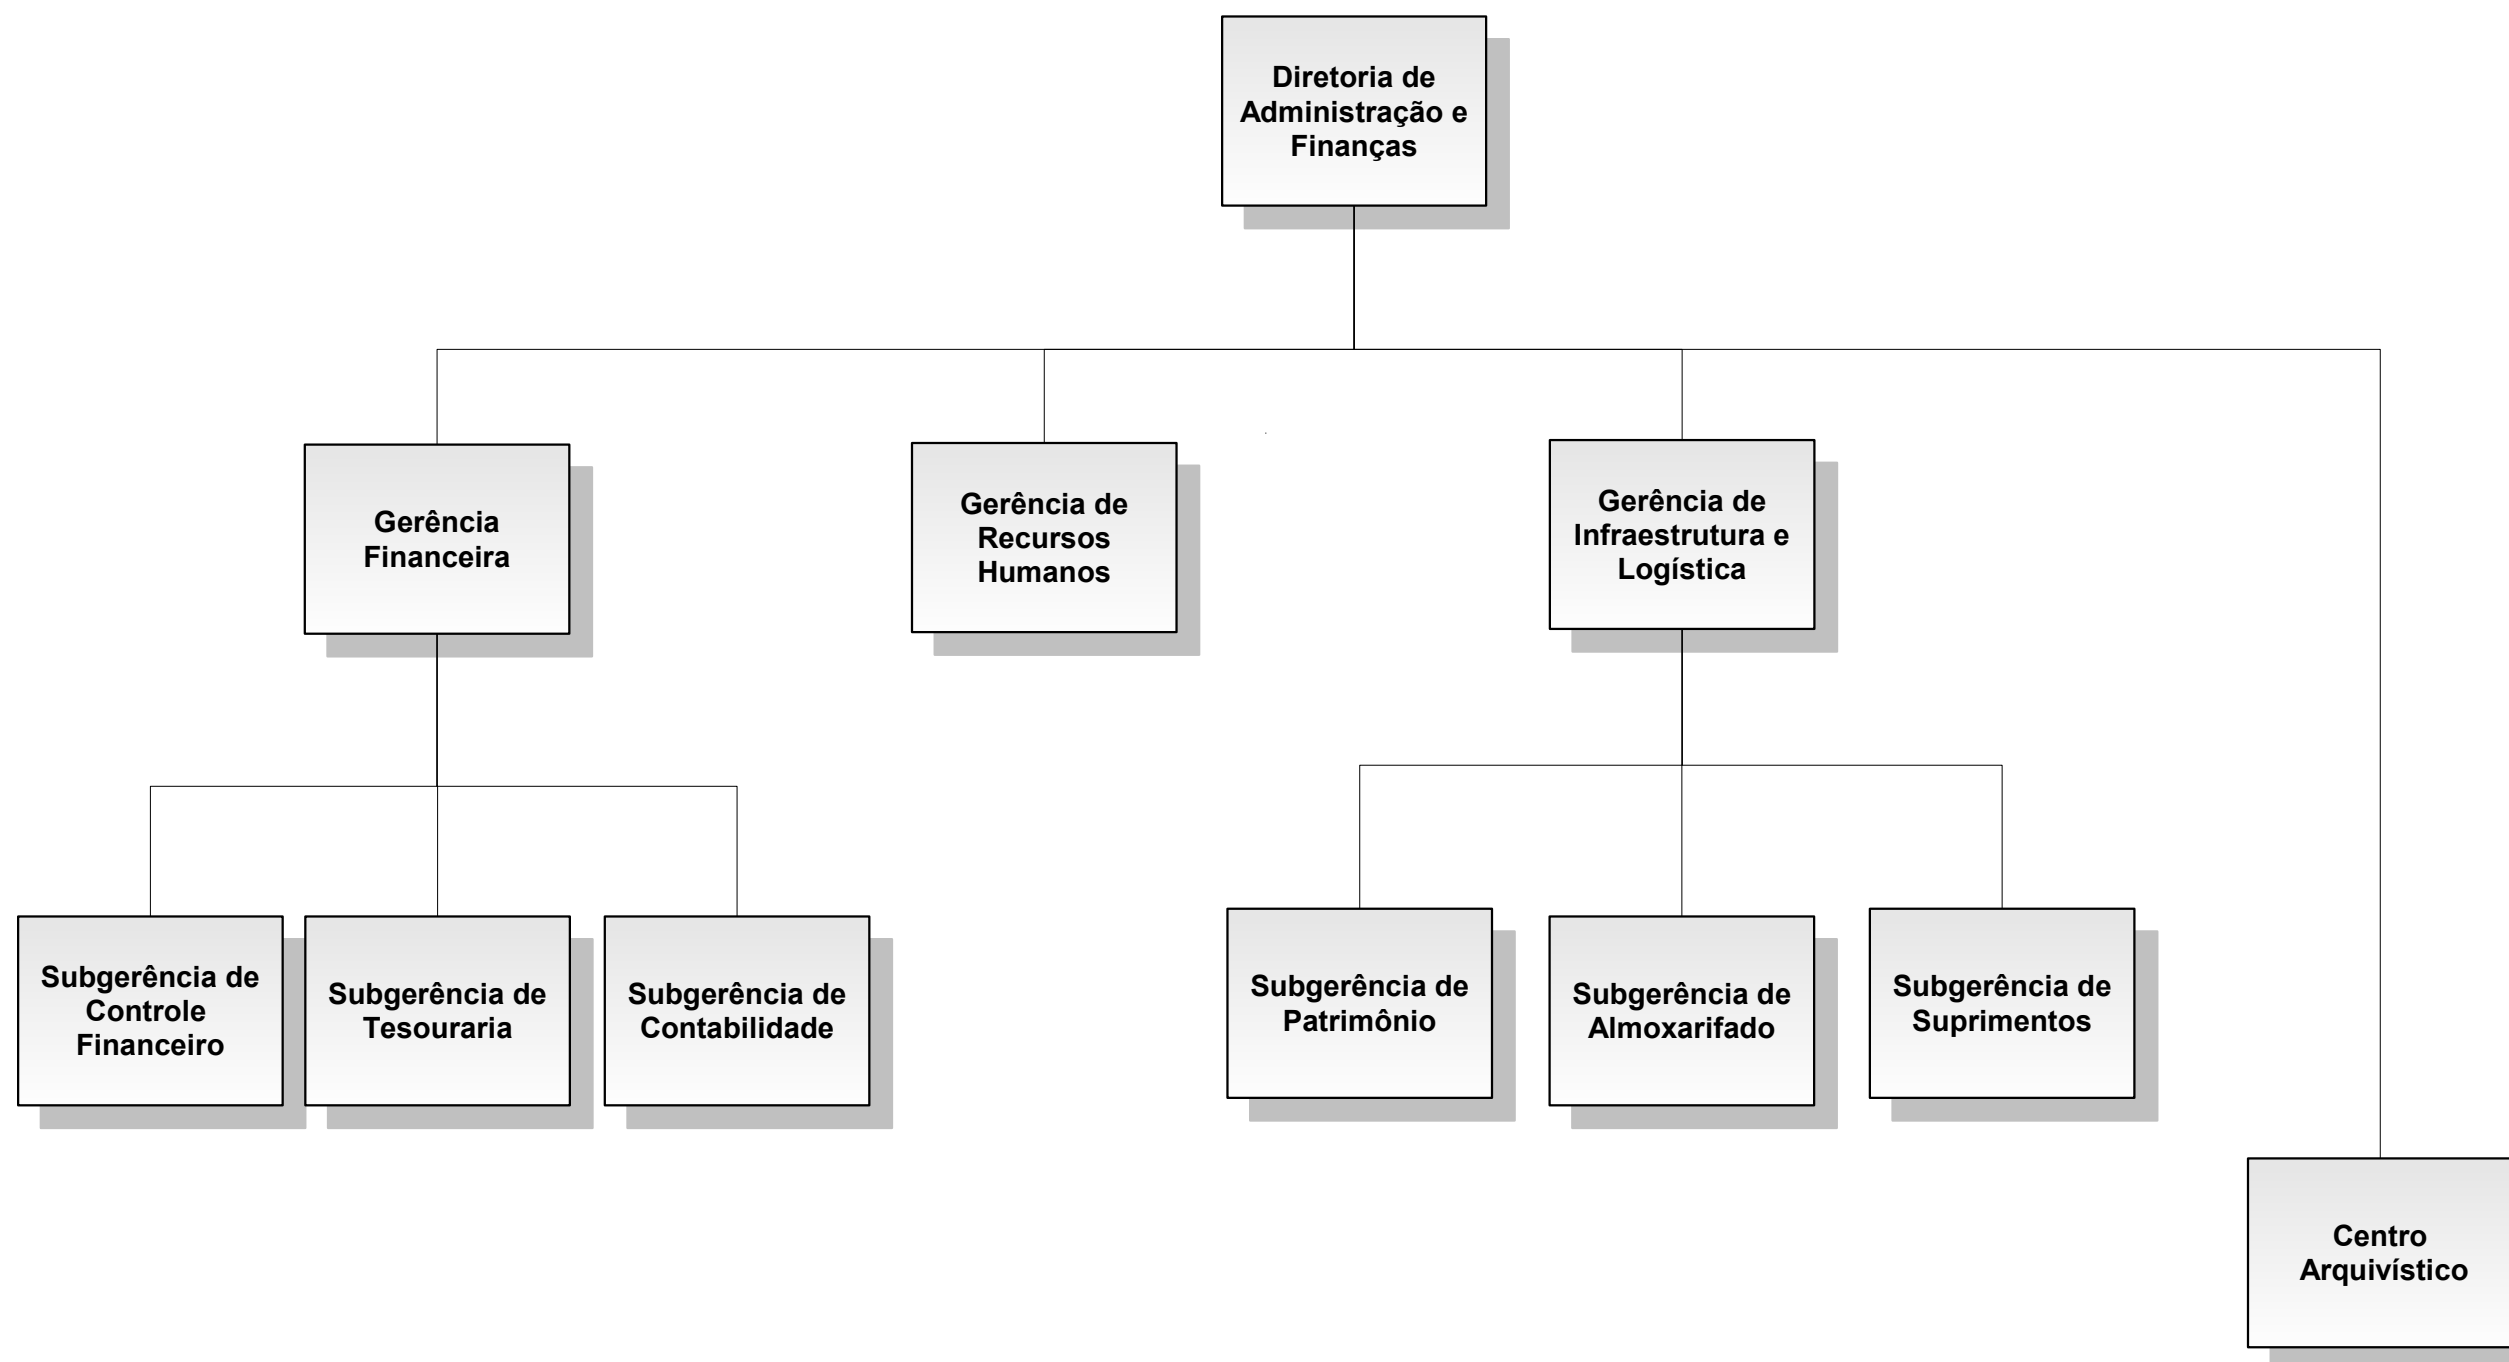 Diretoria de
Administração e
Finanças
Gerência
Financeira
Gerência de
Recursos
Humanos
Gerência de
Infraestrutura e
Logística
Subgerência de
Controle
Financeiro
Subgerência de
Tesouraria
Subgerência de
Contabilidade
Subgerência de
Patrimônio
Subgerência de
Almoxarifado
Subgerência de
Suprimentos
Centro
Arquivístico